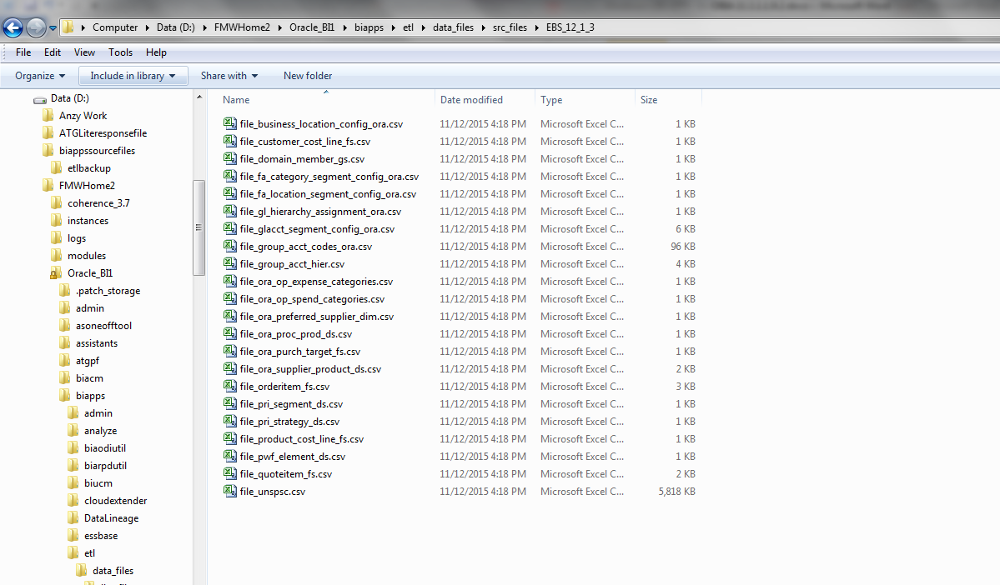 Computer Data (D:) FMWHome2 Oracle_BI1 biapps etl data_files src_files EBS_12_1_3
File Edit View Tools Help
Organize Include in library Share with New folder
Data (D:)
Anzy Work
ATGLiteresponsefile
biappssourcefiles
etlbackup
FMWHome2
coherence_3.7
instances
logs
modules
Oracle_BI1
.patch_storage
admin
asoneofftool
assistants
atgpf
biacm
biapps
admin
analyze
biaodiutil
biarpdutil
biucm
cloudextender
DataLineage
essbase
etl
data_files
Name Date modified Type Size
file_business_location_config_ora.csv 11/12/2015 4:18 PM Microsoft Excel C... 1 KB
file_customer_cost_line_fs.csv 11/12/2015 4:18 PM Microsoft Excel C... 1 KB
file_domain_member_gs.csv 11/12/2015 4:18 PM Microsoft Excel C... 1 KB
file_fa_category_segment_config_ora.csv 11/12/2015 4:18 PM Microsoft Excel C... 1 KB
file_fa_location_segment_config_ora.csv 11/12/2015 4:18 PM Microsoft Excel C... 1 KB
file_gl_hierarchy_assignment_ora.csv 11/12/2015 4:18 PM Microsoft Excel C... 1 KB
file_glacct_segment_config_ora.csv 11/12/2015 4:18 PM Microsoft Excel C... 6 KB
file_group_acct_codes_ora.csv 11/12/2015 4:18 PM Microsoft Excel C... 96 KB
file_group_acct_hier.csv 11/12/2015 4:18 PM Microsoft Excel C... 4 KB
file_ora_op_expense_categories.csv 11/12/2015 4:18 PM Microsoft Excel C... 1 KB
file_ora_op_spend_categories.csv 11/12/2015 4:18 PM Microsoft Excel C... 1 KB
file_ora_preferred_supplier_dim.csv 11/12/2015 4:18 PM Microsoft Excel C... 1 KB
file_ora_proc_prod_ds.csv 11/12/2015 4:18 PM Microsoft Excel C... 1 KB
file_ora_purch_target_fs.csv 11/12/2015 4:18 PM Microsoft Excel C... 1 KB
file_ora_supplier_product_ds.csv 11/12/2015 4:18 PM Microsoft Excel C... 2 KB
file_orderitem_fs.csv 11/12/2015 4:18 PM Microsoft Excel C... 3 KB
file_pri_segment_ds.csv 11/12/2015 4:18 PM Microsoft Excel C... 1 KB
file_pri_strategy_ds.csv 11/12/2015 4:18 PM Microsoft Excel C... 1 KB
file_product_cost_line_fs.csv 11/12/2015 4:18 PM Microsoft Excel C... 1 KB
file_pwf_element_ds.csv 11/12/2015 4:18 PM Microsoft Excel C... 1 KB
file_quoteitem_fs.csv 11/12/2015 4:18 PM Microsoft Excel C... 2 KB
file_unspsc.csv 11/12/2015 4:18 PM Microsoft Excel C... 5,818 KB